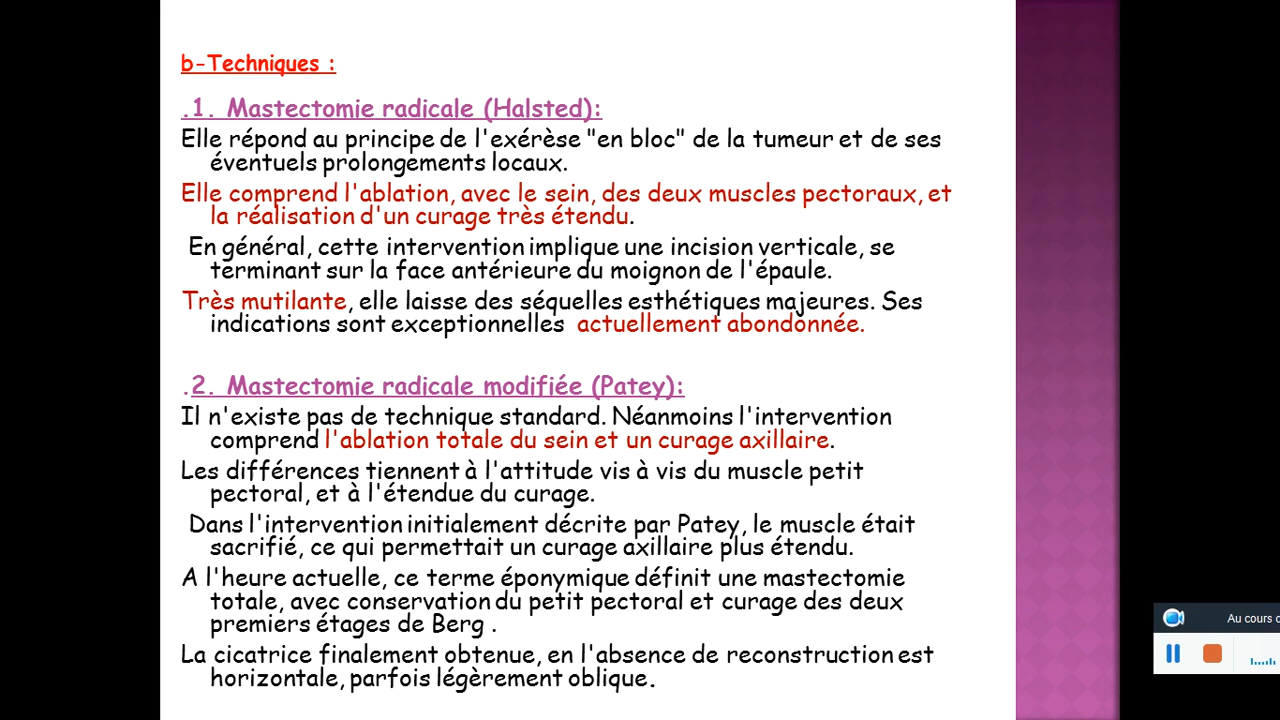 b-Techniques :
.1. Mastectomie radicale (Halsted):
Elle répond au principe de l'exérèse "en bloc" de la tumeur et de ses
éventuels prolongements locaux.
Elle comprend l'ablation, avec le sein, des deux muscles pectoraux, et
la réalisation d'un curage très étendu.
En général, cette intervention implique une incision verticale, se
terminant sur la face antérieure du moignon de l'épaule.
Très mutilante, elle laisse des séquelles esthétiques majeures. Ses
indications sont exceptionnelles actuellement abondonnée.
.2. Mastectomie radicale modifiée (Patey):
Il n'existe pas de technique standard. Néanmoins l'intervention
comprend l'ablation totale du sein et un curage axillaire.
Les différences tiennent à l'attitude vis à vis du muscle petit
pectoral, et à l'étendue du curage.
Dans l'intervention initialement décrite par Patey, le muscle était
sacrifié, ce qui permettait un curage axillaire plus étendu.
A l'heure actuelle, ce terme éponymique définit une mastectomie
totale, avec conservation du petit pectoral et curage des deux
premiers étages de Berg .
La cicatrice finalement obtenue, en l'absence de reconstruction est
horizontale, parfois légèrement oblique.
Au cours